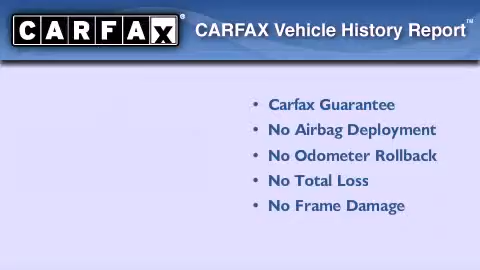 CARFAX® CARFAX Vehicle History Report™
• Carfax Guarantee
• No Airbag Deployment
• No Odometer Rollback
• No Total Loss
• No Frame Damage